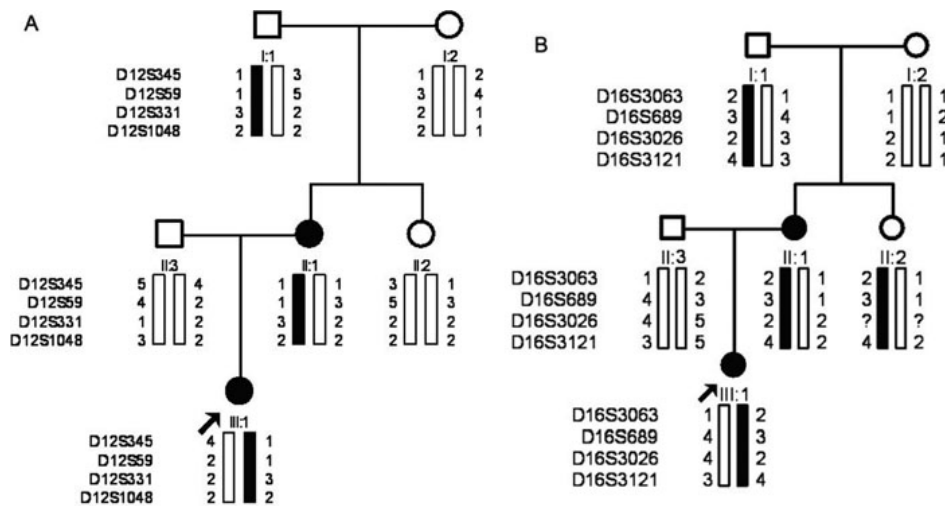 A
I:1
I:2
D12S345 1 3 1 2
D12S59 1 5 3 4
D12S331 3 2 2 1
D12S1048 2 2 2 1
II:3
II:1
II:2
D12S345 5 4 1 1 3 1
D12S59 4 2 1 3 5 3
D12S331 1 2 3 2 2 2
D12S1048 3 2 2 2 2 2
III:1
D12S345 4 1
D12S59 2 1
D12S331 2 3
D12S1048 2 2
B
I:1
I:2
D16S3063 2 1 1 1
D16S689 3 4 1 2
D16S3026 2 3 2 1
D16S3121 4 3 2 1
II:3
II:1
II:2
D16S3063 1 2 2 1 2 1
D16S689 4 3 3 1 3 1
D16S3026 4 5 2 2 ? ?
D16S3121 3 5 4 2 4 2
III:1
D16S3063 1 2
D16S689 4 3
D16S3026 4 2
D16S3121 3 4